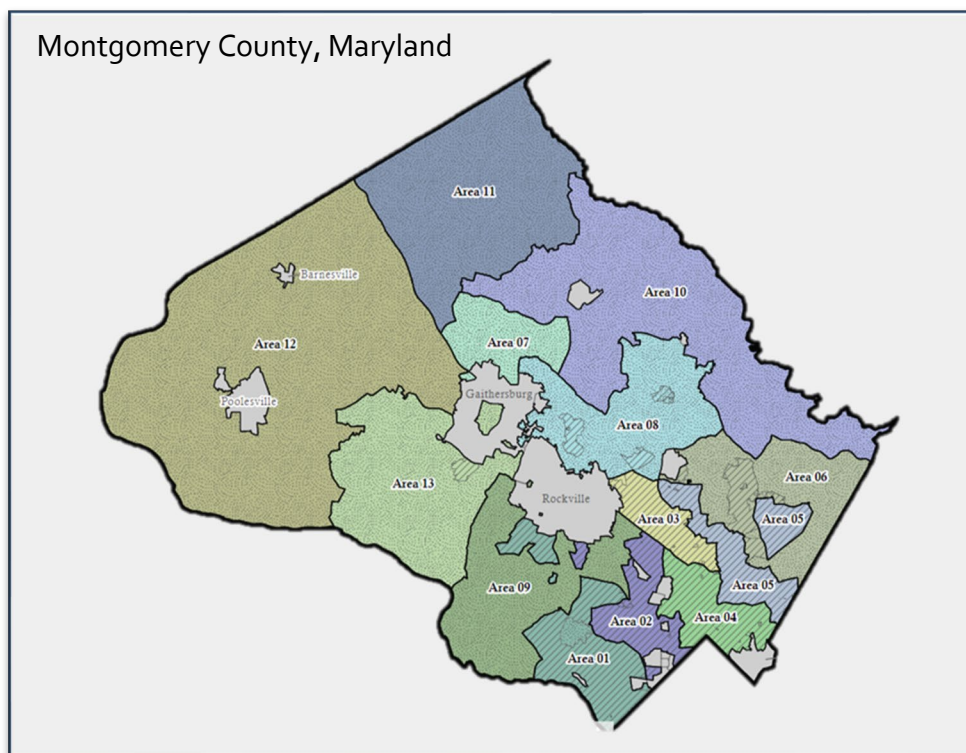 Montgomery County, Maryland
Area 11
Barnesville
Area 10
Area 12
Area 07
Gaithersburg
Poolesville
Area 08
Area 13
Area 06
Rockville
Area 03
Area 05
Area 09
Area 05
Area 02
Area 04
Area 01